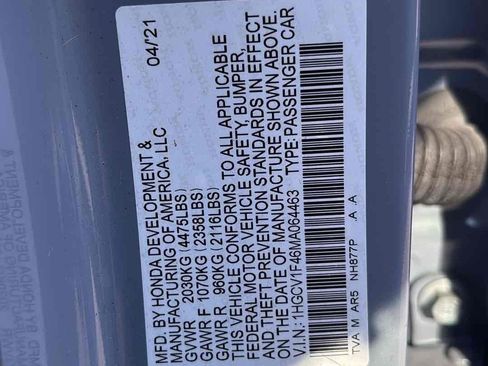 MFD. BY HONDA DEVELOPMENT & 04/21
MANUFACTURING OF AMERICA, LLC
GVWR 2030KG (4475LBS)
GAWR F 1070KG (2358LBS)
GAWR R 960KG (2116LBS)
THIS VEHICLE CONFORMS TO ALL APPLICABLE
FEDERAL MOTOR VEHICLE SAFETY, BUMPER,
AND THEFT PREVENTION STANDARDS IN EFFECT
ON THE DATE OF MANUFACTURE SHOWN ABOVE.
V.I.N.: 1HGCV1F46MA064463 TYPE: PASSENGER CAR
TVA M AR5 NH877P .A .A